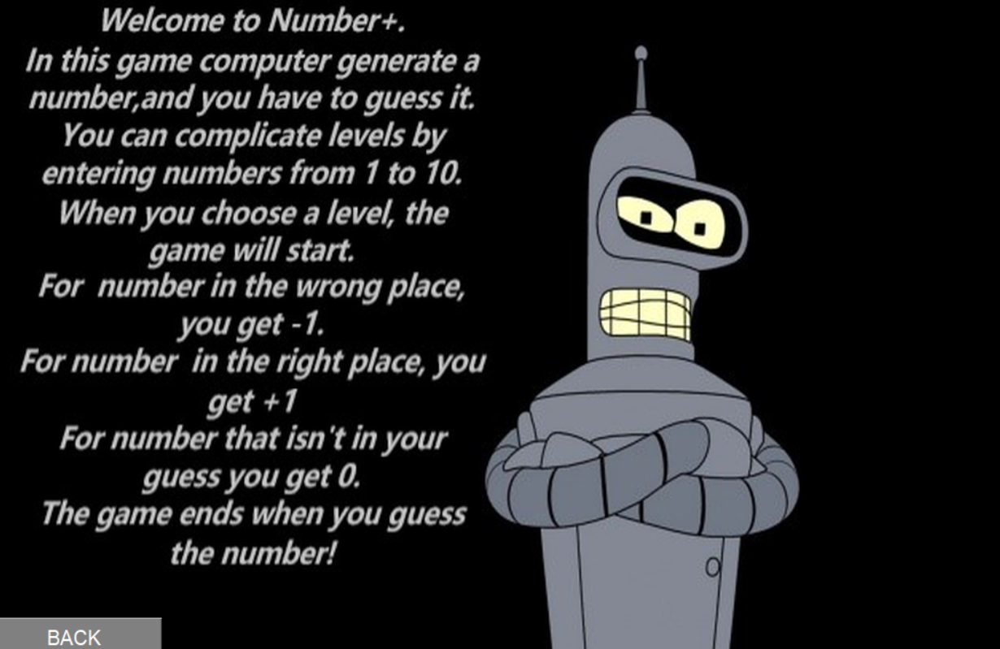 Welcome to Number+.
In this game computer generate a
number,and you have to guess it.
You can complicate levels by
entering numbers from 1 to 10.
When you choose a level, the
game will start.
For  number in the wrong place,
you get -1.
For number  in the right place, you
get +1
For number that isn't in your
guess you get 0.
The game ends when you guess
the number!
BACK